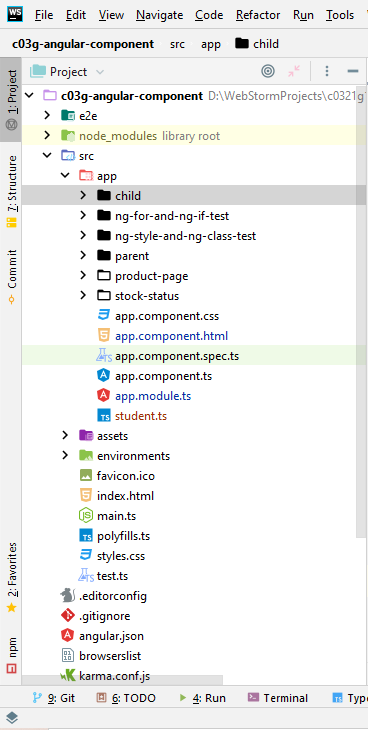 WS File Edit View Navigate Code Refactor Run Tools
c03g-angular-component src app child
Project
c03g-angular-component D:\WebStormProjects\c0321g1
e2e
node_modules library root
src
app
child
ng-for-and-ng-if-test
ng-style-and-ng-class-test
parent
product-page
stock-status
app.component.css
app.component.html
app.component.spec.ts
app.component.ts
app.module.ts
student.ts
assets
environments
favicon.ico
index.html
main.ts
polyfills.ts
styles.css
test.ts
.editorconfig
.gitignore
angular.json
browserslist
karma.conf.js
1: Project
7: Structure
Commit
2: Favorites
npm
9: Git 6: TODO 4: Run Terminal Type